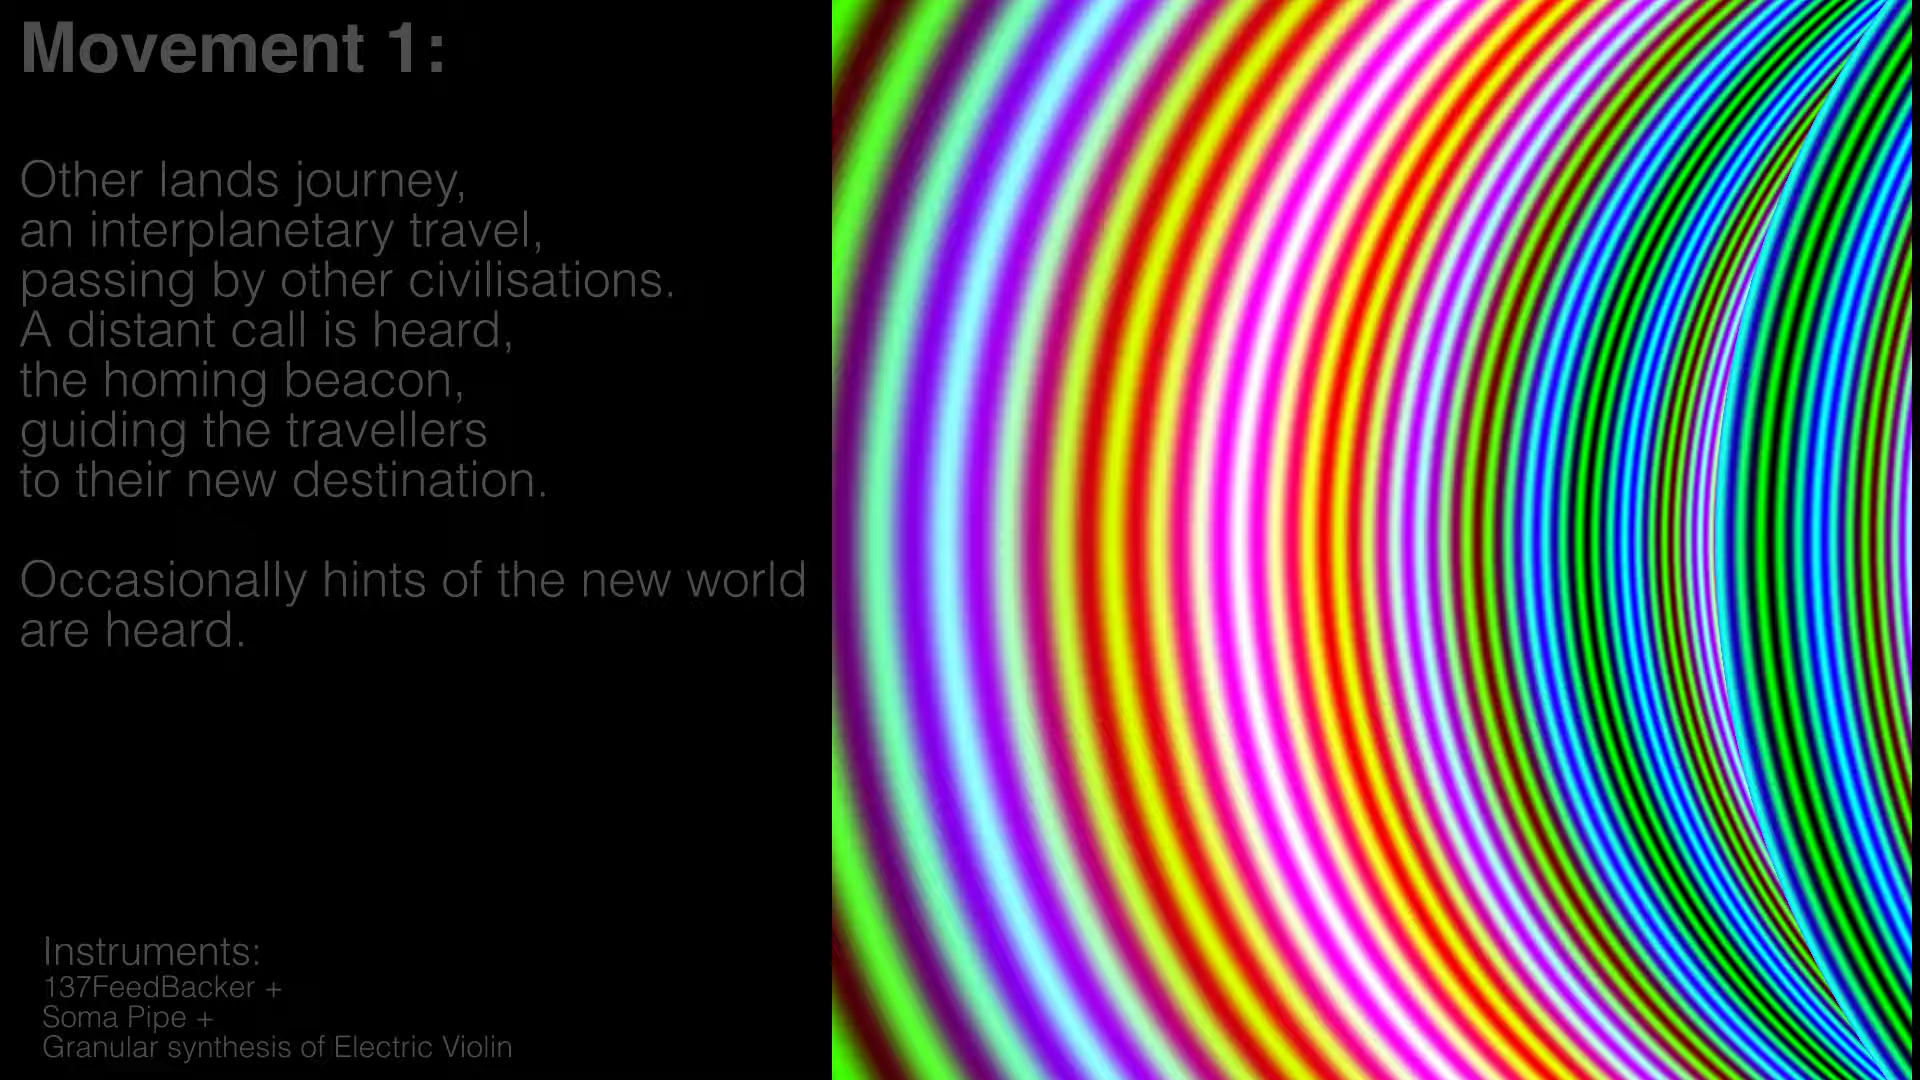 Movement 1:
Other lands journey,
an interplanetary travel,
passing by other civilisations.
A distant call is heard,
the homing beacon,
guiding the travellers
to their new destination.
Occasionally hints of the new world
are heard.
Instruments:
137FeedBacker +
Soma Pipe +
Granular synthesis of Electric Violin